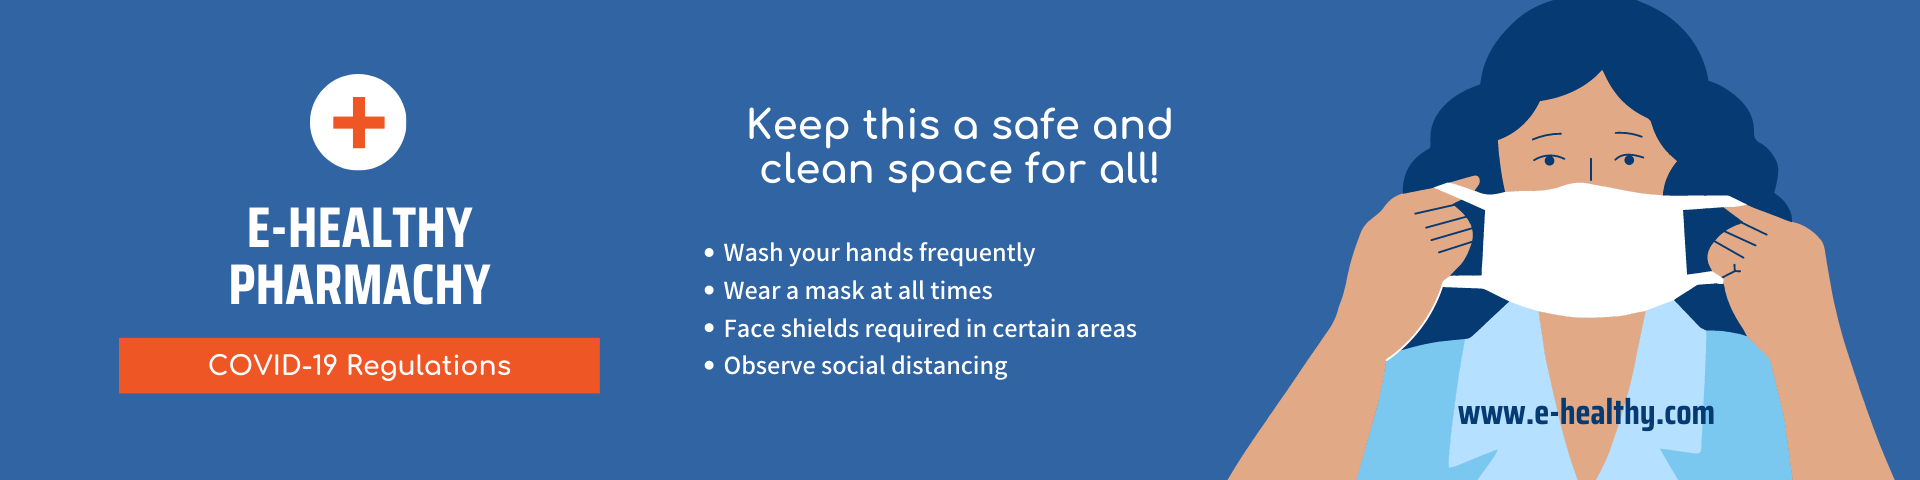 E-HEALTHY
PHARMACHY
COVID-19 Regulations
Keep this a safe and
clean space for all!
• Wash your hands frequently
• Wear a mask at all times
• Face shields required in certain areas
• Observe social distancing
www.e-healthy.com